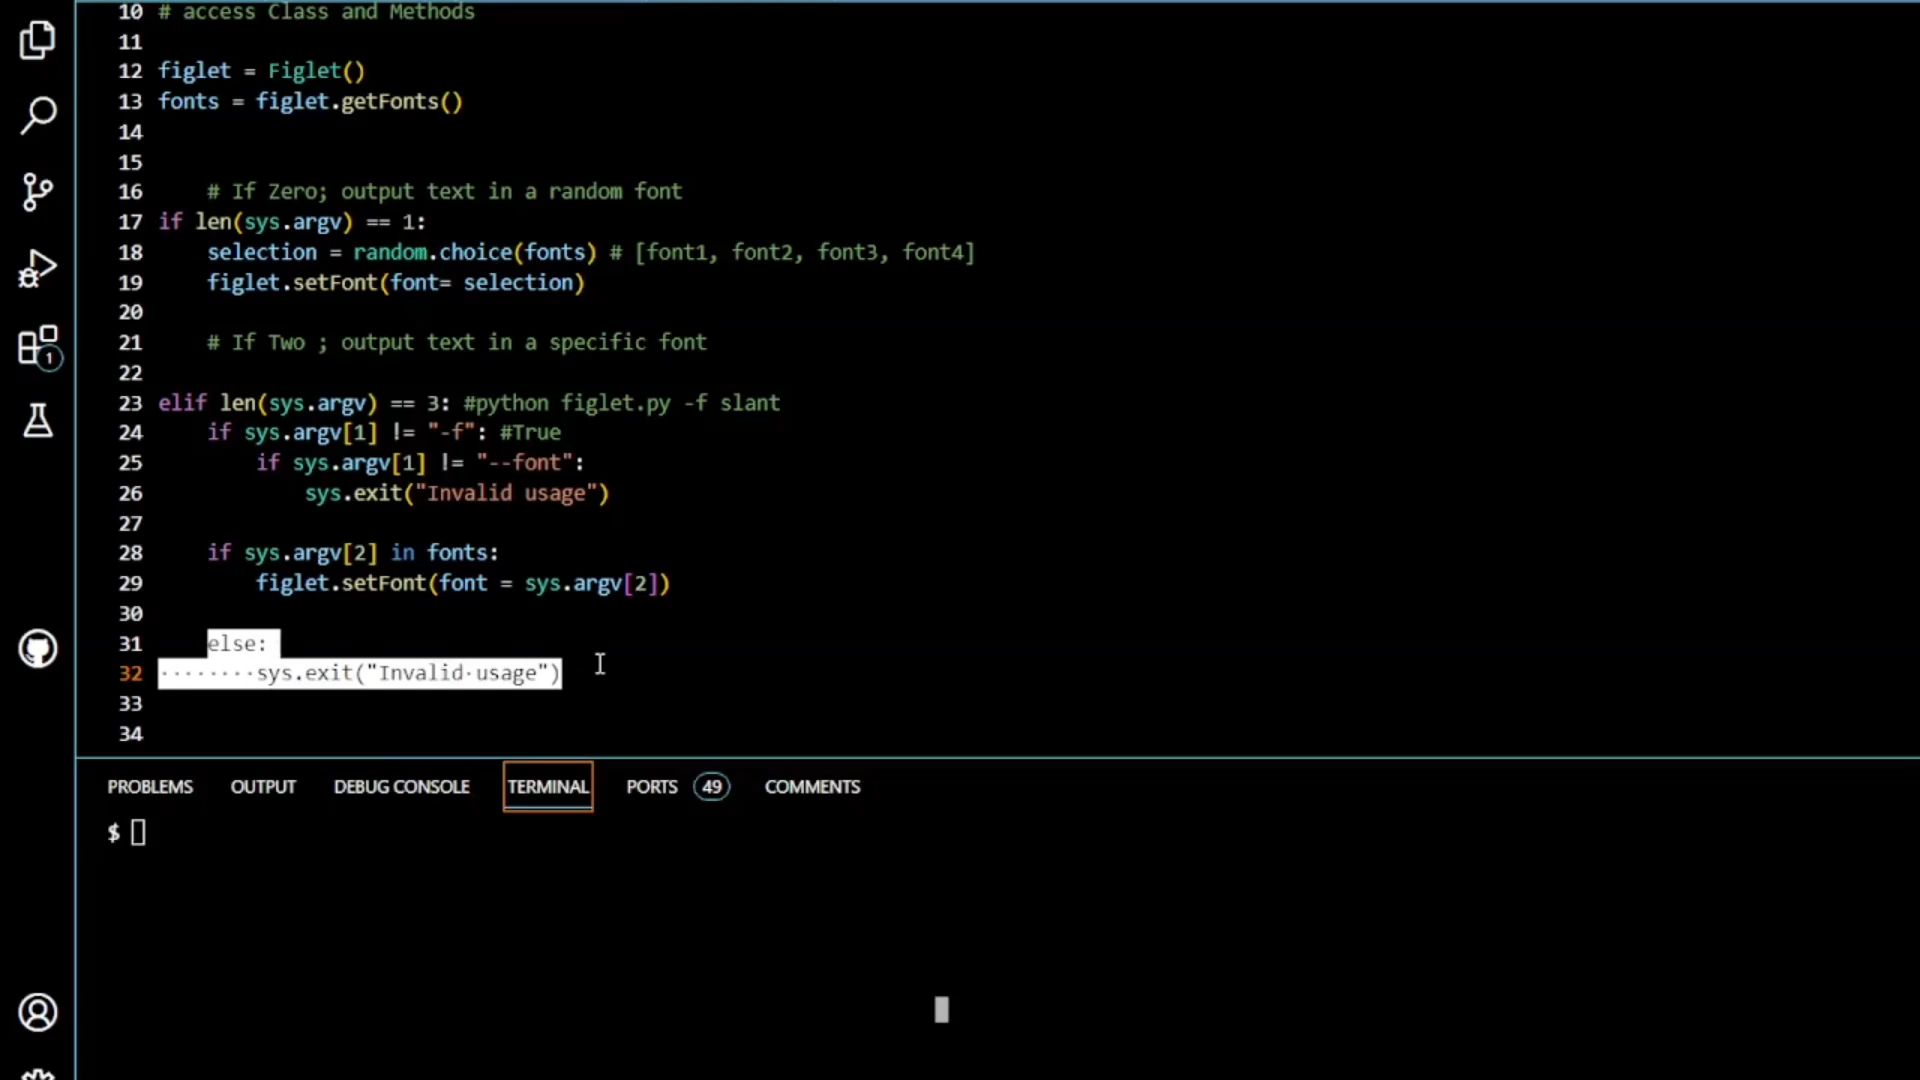 10 # access Class and Methods
11
12 figlet = Figlet()
13 fonts = figlet.getFonts()
14
15
16     # If Zero; output text in a random font
17 if len(sys.argv) == 1:
18     selection = random.choice(fonts) # [font1, font2, font3, font4]
19     figlet.setFont(font= selection)
20
21     # If Two ; output text in a specific font
22
23 elif len(sys.argv) == 3: #python figlet.py -f slant
24     if sys.argv[1] != "-f": #True
25         if sys.argv[1] != "--font":
26             sys.exit("Invalid usage")
27
28     if sys.argv[2] in fonts:
29         figlet.setFont(font = sys.argv[2])
30
31     else:
32 ········sys.exit("Invalid·usage")
33
34
1
PROBLEMS OUTPUT DEBUG CONSOLE TERMINAL PORTS 49 COMMENTS
$